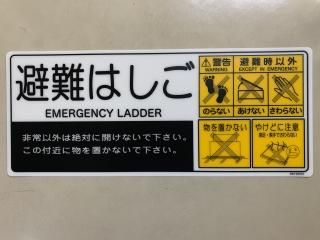 避難はしご
EMERGENCY LADDER
非常以外は絶対に開けないで下さい。
この付近に物を置かないで下さい。
警告
WARNING
避難時以外
EXCEPT IN EMERGENCY
のらない
あけない
さわらない
物を置かない
やけどに注意